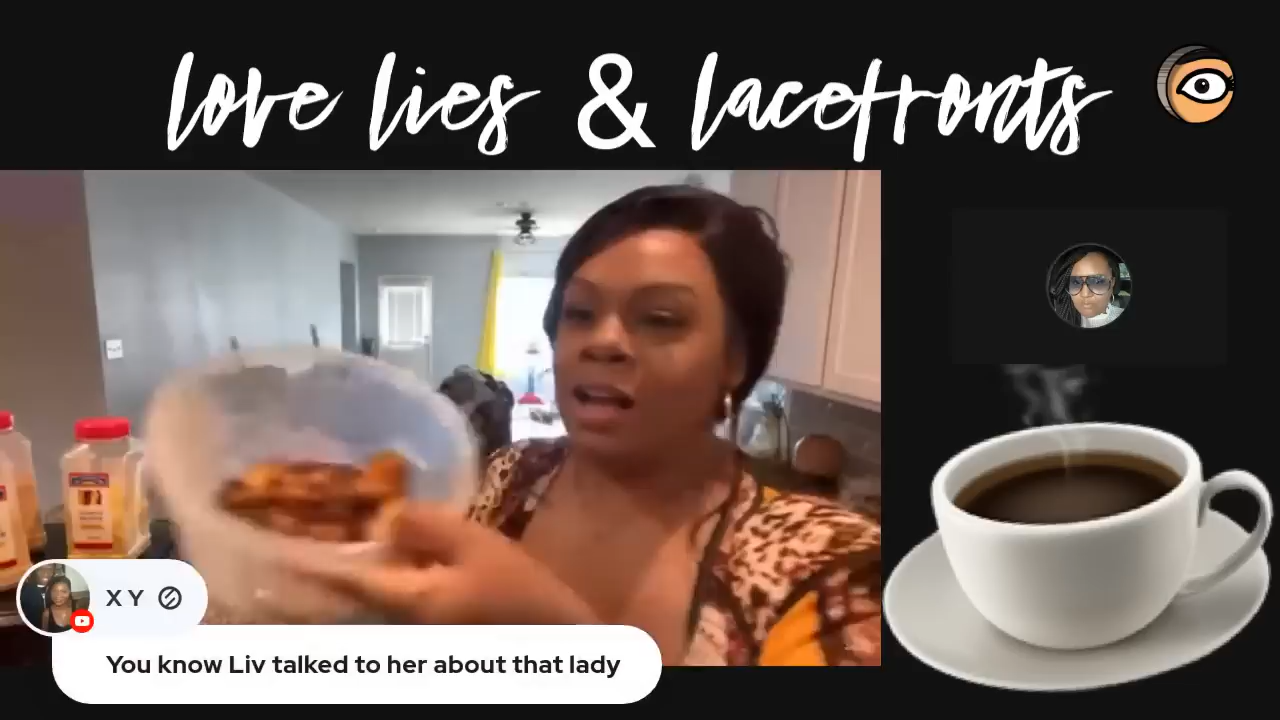 love lies & lacefronts
X Y
You know Liv talked to her about that lady